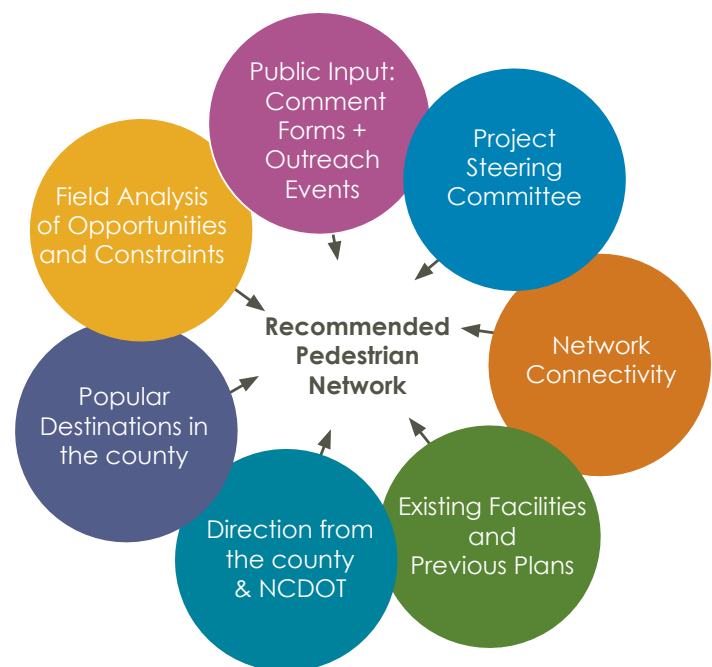 Public Input:
Comment
Forms +
Outreach
Events
Project
Steering
Committee
Network
Connectivity
Existing Facilities
and
Previous Plans
Direction from
the county
& NCDOT
Popular
Destinations in
the county
Field Analysis
of Opportunities
and Constraints
Recommended
Pedestrian
Network